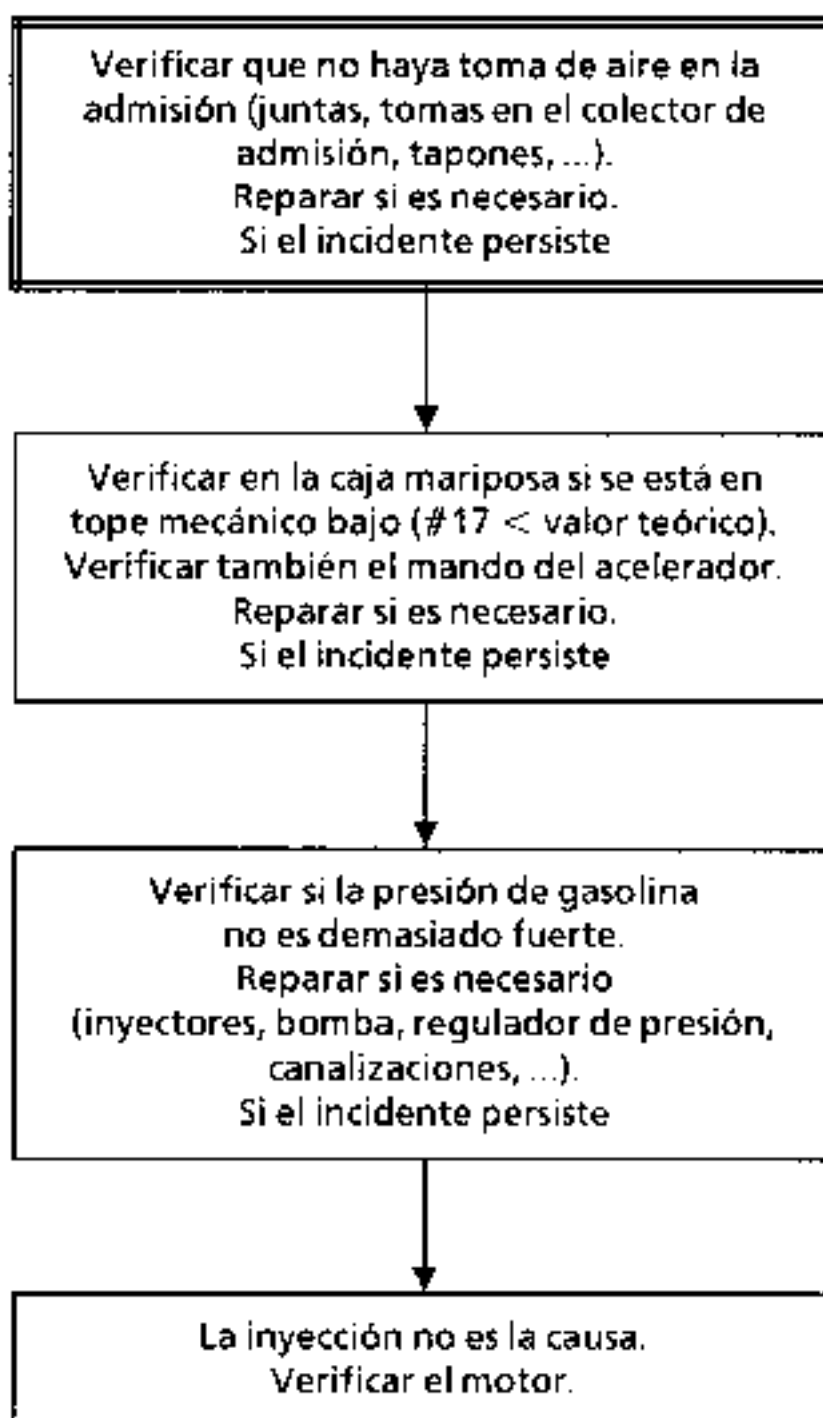 Verificar que no haya toma de aire en la
admisión (juntas, tomas en el colector de
admisión, tapones, ...).
Reparar si es necesario.
Si el incidente persiste
Verificar en la caja mariposa si se está en
tope mecánico bajo (#17 < valor teórico).
Verificar también el mando del acelerador.
Reparar si es necesario.
Si el incidente persiste
Verificar si la presión de gasolina
no es demasiado fuerte.
Reparar si es necesario
(inyectores, bomba, regulador de presión,
canalizaciones, ...).
Si el incidente persiste
La inyección no es la causa.
Verificar el motor.